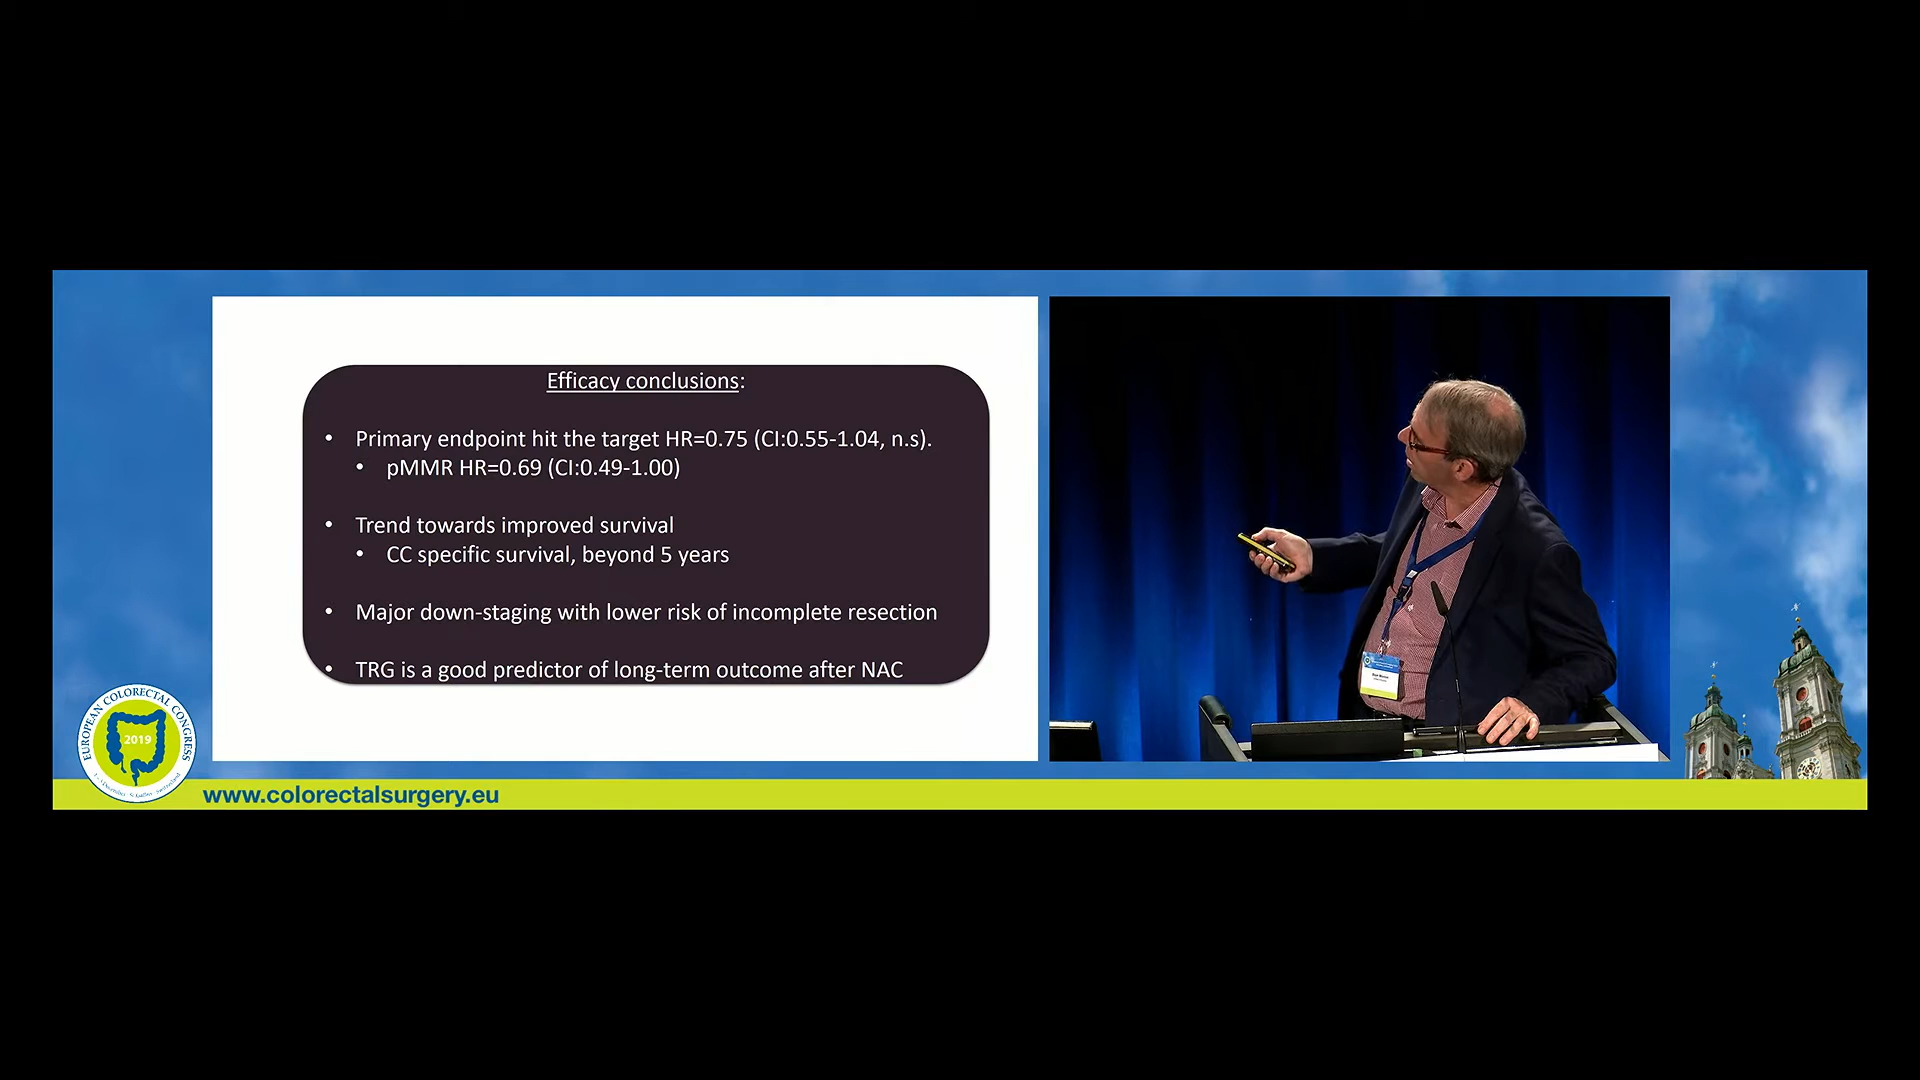 Efficacy conclusions:
• Primary endpoint hit the target HR=0.75 (CI:0.55-1.04, n.s).
• pMMR HR=0.69 (CI:0.49-1.00)
• Trend towards improved survival
• CC specific survival, beyond 5 years
• Major down-staging with lower risk of incomplete resection
• TRG is a good predictor of long-term outcome after NAC
EUROPEAN COLORECTAL CONGRESS
2019
www.colorectalsurgery.eu